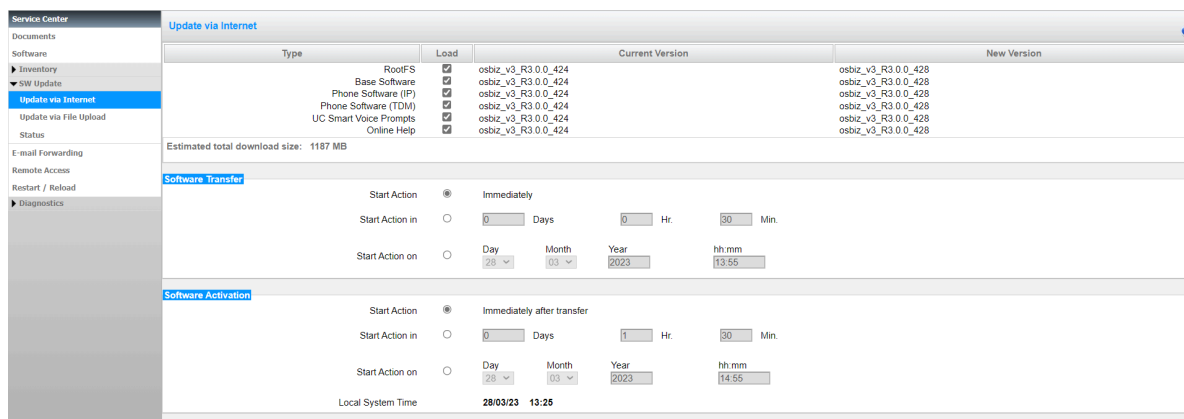 Service Center
Documents
Software
Inventory
SW Update
Update via Internet
Update via File Upload
Status
E-mail Forwarding
Remote Access
Restart / Reload
Diagnostics
Update via Internet
Type Load Current Version New Version
RootFS osbiz_v3_R3.0.0_424 osbiz_v3_R3.0.0_428
Base Software osbiz_v3_R3.0.0_424 osbiz_v3_R3.0.0_428
Phone Software (IP) osbiz_v3_R3.0.0_424 osbiz_v3_R3.0.0_428
Phone Software (TDM) osbiz_v3_R3.0.0_424 osbiz_v3_R3.0.0_428
UC Smart Voice Prompts osbiz_v3_R3.0.0_424 osbiz_v3_R3.0.0_428
Online Help osbiz_v3_R3.0.0_424 osbiz_v3_R3.0.0_428
Estimated total download size: 1187 MB
Software Transfer
Start Action Immediately
Start Action in 0 Days 0 Hr. 30 Min.
Day Month Year hh:mm
Start Action on 28 03 2023 13:55
Software Activation
Start Action Immediately after transfer
Start Action in 0 Days 1 Hr. 30 Min.
Day Month Year hh:mm
Start Action on 28 03 2023 14:55
Local System Time 28/03/23 13:25